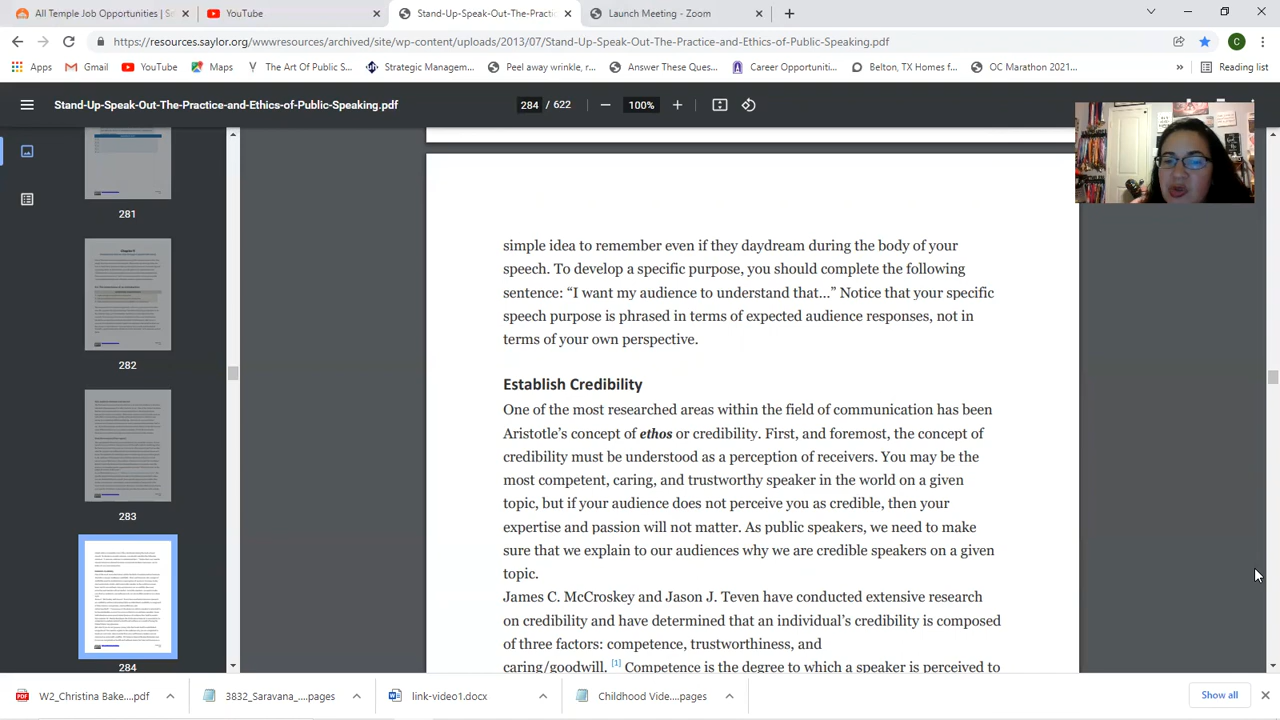 All Temple Job Opportunities | Sm
YouTube
Stand-Up-Speak-Out-The-Practic
Launch Meeting - Zoom
https://resources.saylor.org/wwwresources/archived/site/wp-content/uploads/2013/07/Stand-Up-Speak-Out-The-Practice-and-Ethics-of-Public-Speaking.pdf
C
Apps
Gmail
YouTube
Maps
The Art Of Public S...
Strategic Managem...
Peel away wrinkle, r...
Answer These Que...
Career Opportuniti...
Belton, TX Homes f...
OC Marathon 2021...
»
Reading list
Stand-Up-Speak-Out-The-Practice-and-Ethics-of-Public-Speaking.pdf
284 / 622
100%
281
282
283
284
simple idea to remember even if they daydream during the body of your
speech. To develop a specific purpose, you should complete the following
sentence: “I want my audience to understand that…” Notice that your specific
speech purpose is phrased in terms of expected audience responses, not in
terms of your own perspective.
Establish Credibility
One of the most researched areas within the field of communication has been
Aristotle’s concept of ethos or credibility. First, and foremost, the concept of
credibility must be understood as a perception of receivers. You may be the
most competent, caring, and trustworthy speaker in the world on a given
topic, but if your audience does not perceive you as credible, then your
expertise and passion will not matter. As public speakers, we need to make
sure that we explain to our audiences why we are credible speakers on a given
topic.
James C. McCroskey and Jason J. Teven have conducted extensive research
on credibility and have determined that an individual’s credibility is composed
of three factors: competence, trustworthiness, and
caring/goodwill. [1] Competence is the degree to which a speaker is perceived to
W2_Christina Bake....pdf
3832_Saravana_....pages
link-video1.docx
Childhood Vide....pages
Show all